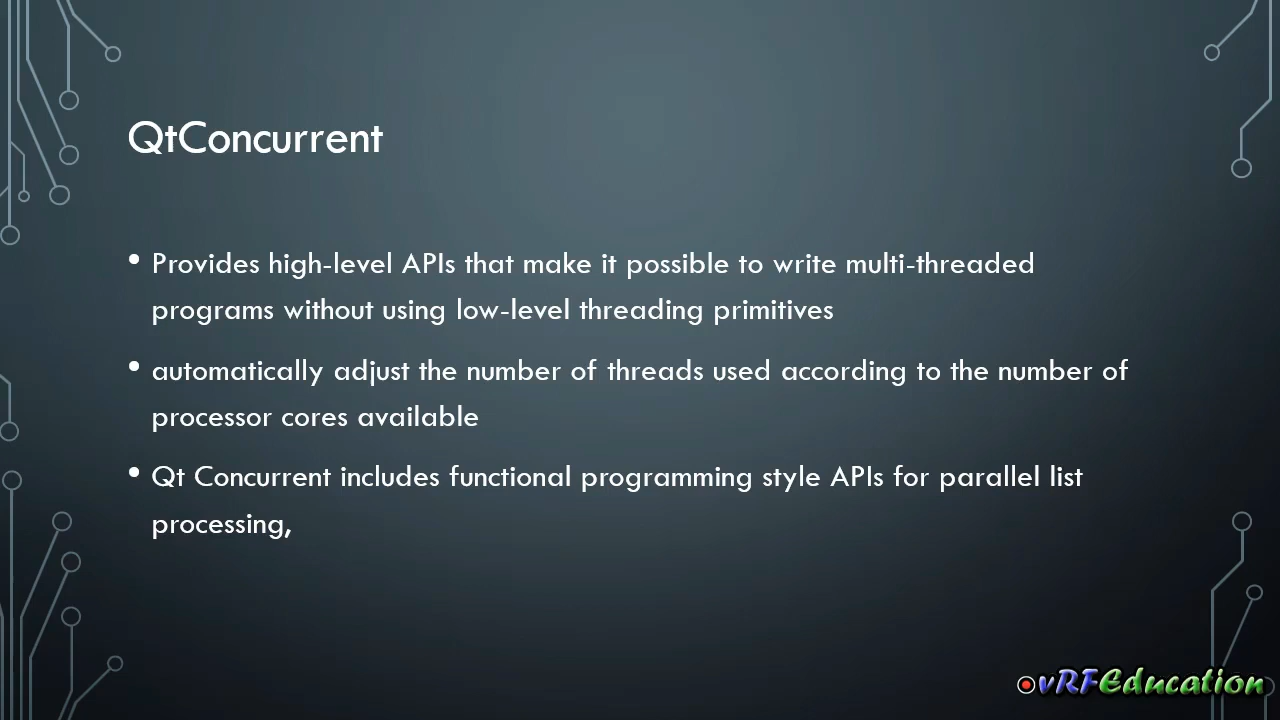 QtConcurrent
• Provides high-level APIs that make it possible to write multi-threaded
programs without using low-level threading primitives
• automatically adjust the number of threads used according to the number of
processor cores available
• Qt Concurrent includes functional programming style APIs for parallel list
processing,
vRFEducation